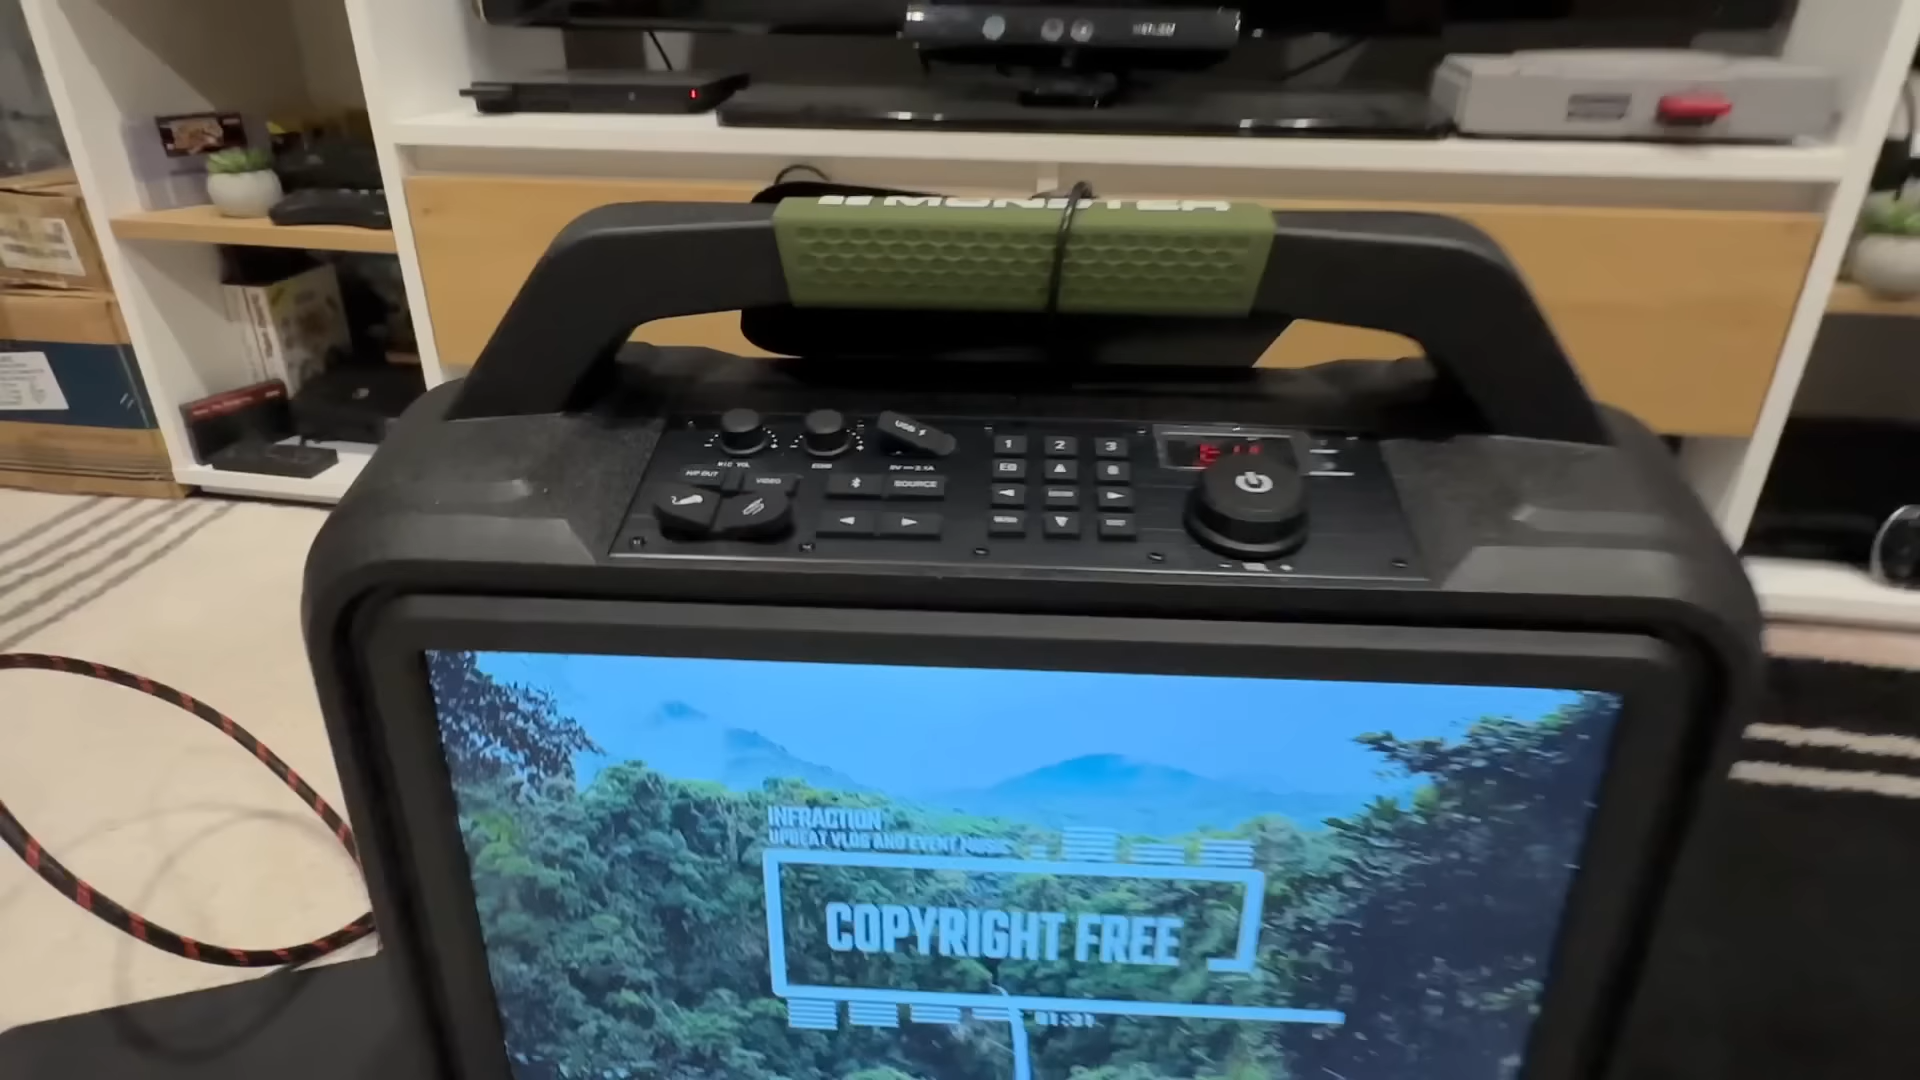 MONSTER
USB
MIC VOL
ECHO
5V⎓2.1A
H/P OUT
VIDEO
SOURCE
1
2
3
EQ
INFRACTION
UPBEAT VLOG AND EVENT MUSIC
COPYRIGHT FREE
01:31